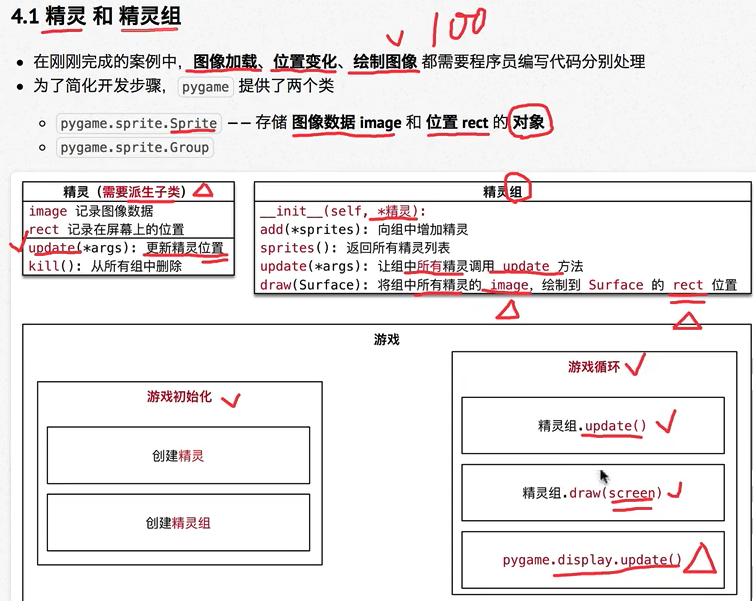 4.1 精灵 和 精灵组
100
在刚刚完成的案例中，图像加载、位置变化、绘制图像 都需要程序员编写代码分别处理
为了简化开发步骤，pygame 提供了两个类
pygame.sprite.Sprite —— 存储 图像数据 image 和 位置 rect 的 对象
pygame.sprite.Group
精灵（需要派生子类）
image 记录图像数据
rect 记录在屏幕上的位置
update(*args): 更新精灵位置
kill(): 从所有组中删除
精灵组
__init__(self, *精灵):
add(*sprites): 向组中增加精灵
sprites(): 返回所有精灵列表
update(*args): 让组中所有精灵调用 update 方法
draw(Surface): 将组中所有精灵的 image，绘制到 Surface 的 rect 位置
游戏
游戏初始化
创建精灵
创建精灵组
游戏循环
精灵组.update()
精灵组.draw(screen)
pygame.display.update()